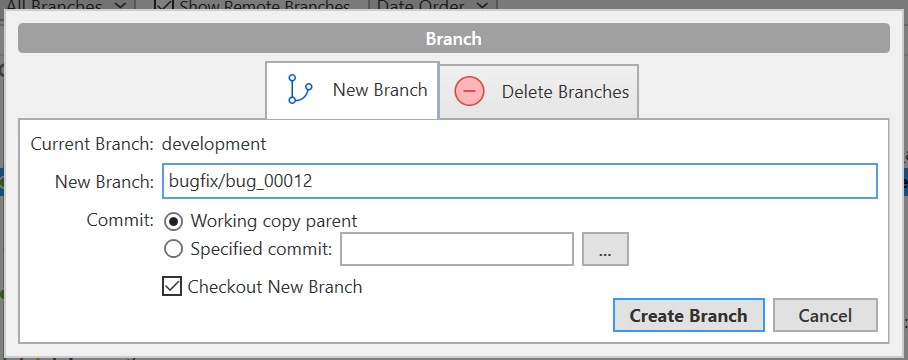 All Branches Show Remote Branches Date Order
Branch
New Branch Delete Branches
Current Branch: development
New Branch: bugfix/bug_00012
Commit: Working copy parent
Specified commit: ...
Checkout New Branch
Create Branch Cancel